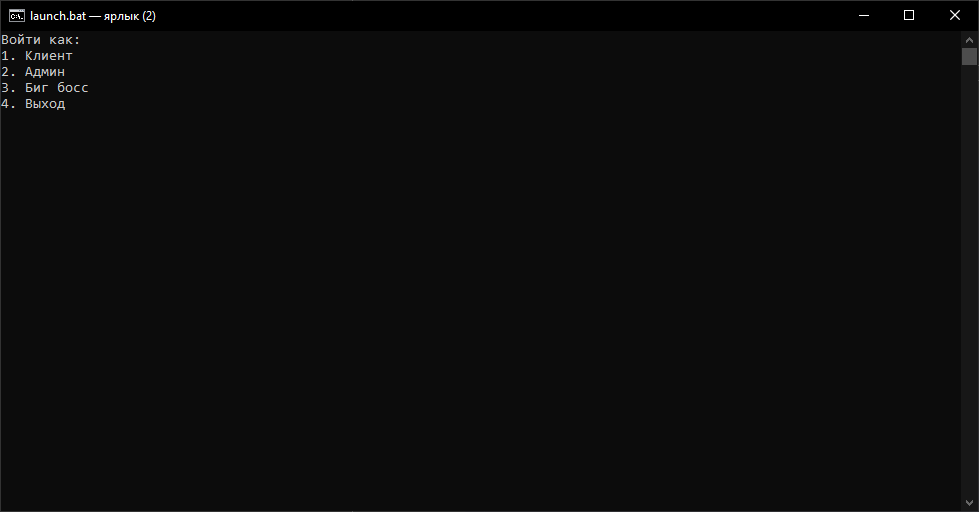 launch.bat — ярлык (2)
Войти как:
1. Клиент
2. Админ
3. Биг босс
4. Выход